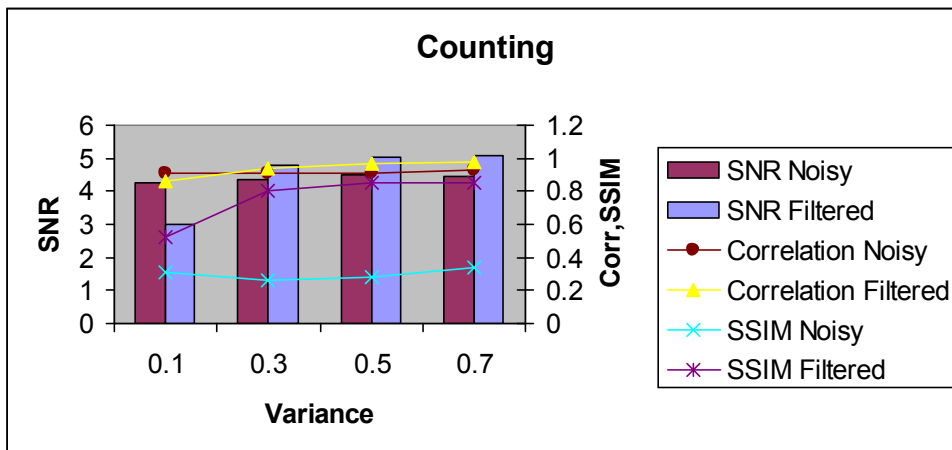 Counting
6
5
4
3
2
1
0
SNR
1.2
1
0.8
0.6
0.4
0.2
0
Corr,SSIM
0.1 0.3 0.5 0.7
Variance
SNR Noisy
SNR Filtered
Correlation Noisy
Correlation Filtered
SSIM Noisy
SSIM Filtered